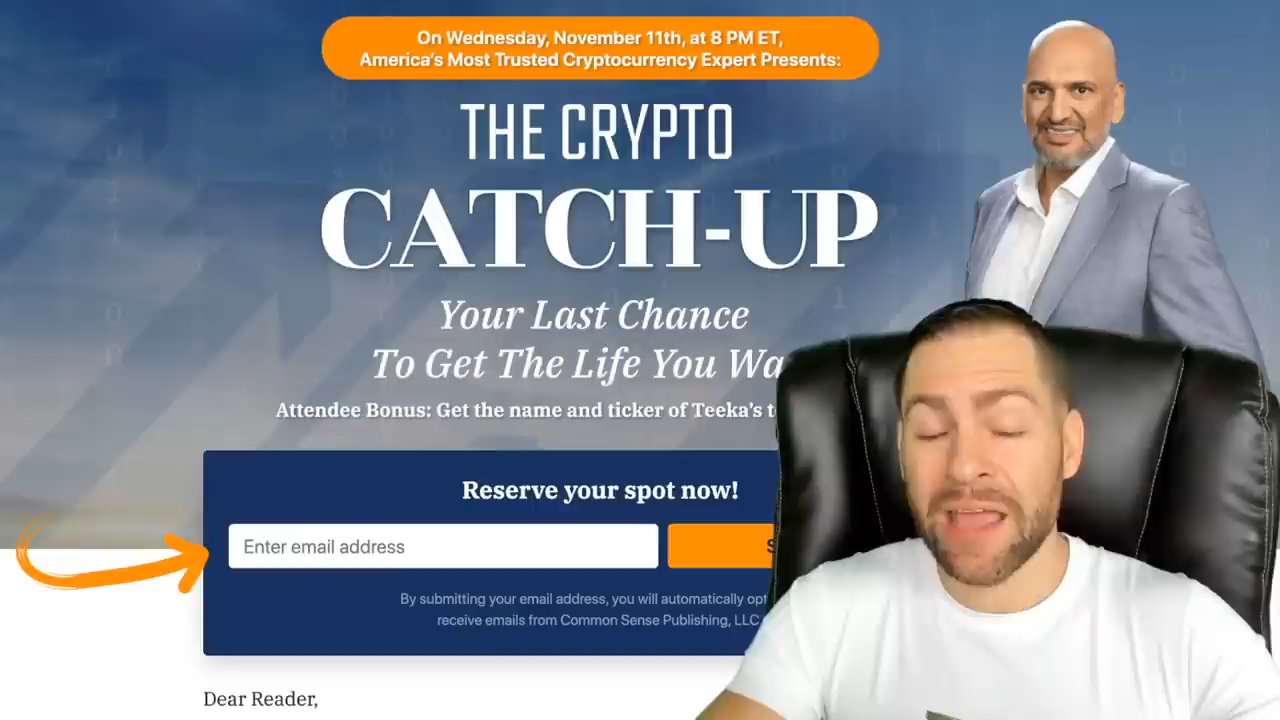 On Wednesday, November 11th, at 8 PM ET,
America's Most Trusted Cryptocurrency Expert Presents:
THE CRYPTO
CATCH-UP
Your Last Chance
To Get The Life You
Attendee Bonus: Get the name and ticker of Teeka's
Reserve your spot now!
Enter email address
By submitting your email address, you will automatically
receive emails from Common Sense Publishing, LLC
Dear Reader,